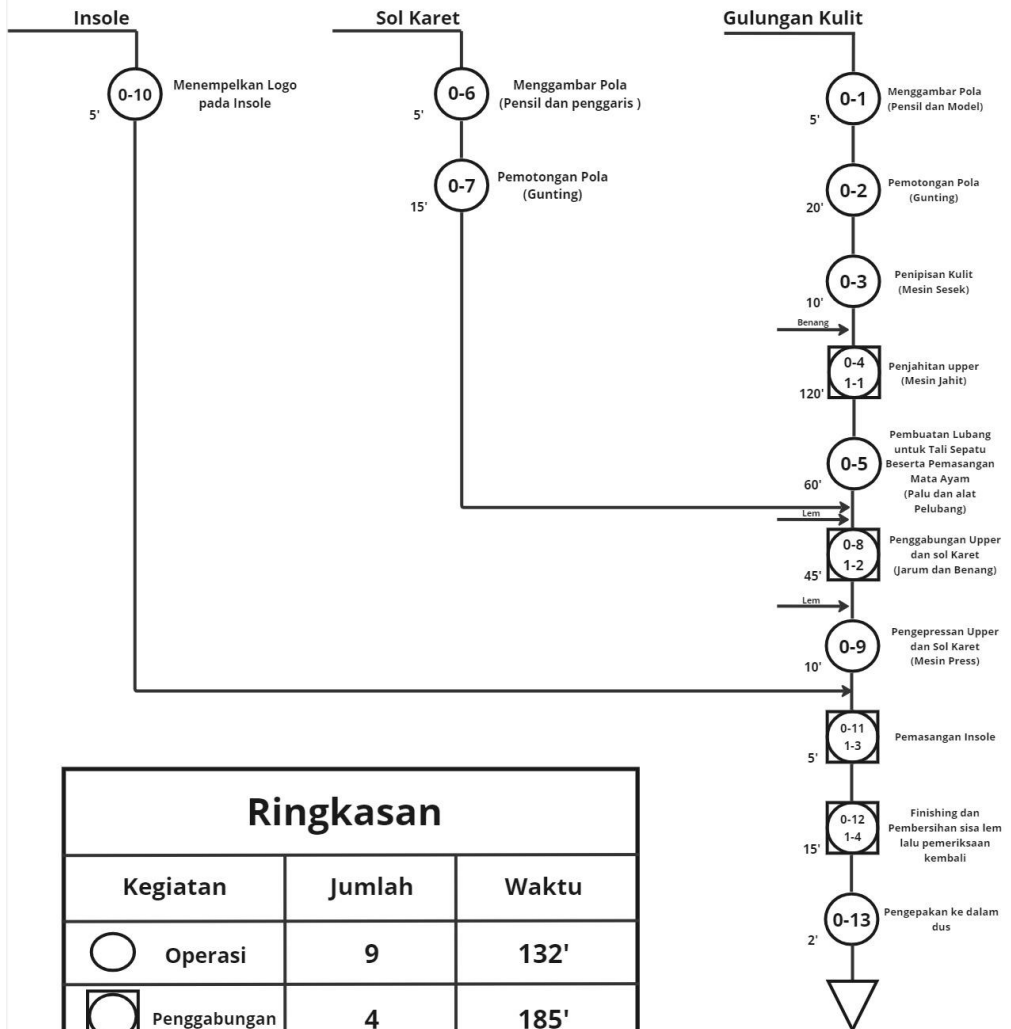 Insole
Sol Karet
Gulungan Kulit
0-10
5'
Menempelkan Logo
pada Insole
0-6
5'
Menggambar Pola
(Pensil dan penggaris )
0-7
15'
Pemotongan Pola
(Gunting)
0-1
5'
Menggambar Pola
(Pensil dan Model)
0-2
20'
Pemotongan Pola
(Gunting)
0-3
10'
Penipisan Kulit
(Mesin Sesek)
Benang
0-4
1-1
120'
Penjahitan upper
(Mesin Jahit)
0-5
60'
Pembuatan Lubang
untuk Tali Sepatu
Beserta Pemasangan
Mata Ayam
(Palu dan alat
Pelubang)
Lem
0-8
1-2
45'
Penggabungan Upper
dan sol Karet
(Jarum dan Benang)
Lem
0-9
10'
Pengepressan Upper
dan Sol Karet
(Mesin Press)
0-11
1-3
5'
Pemasangan Insole
0-12
1-4
15'
Finishing dan
Pembersihan sisa lem
lalu pemeriksaan
kembali
0-13
2'
Pengepakan ke dalam
dus
Ringkasan
Kegiatan Jumlah Waktu
Operasi 9 132'
Penggabungan 4 185'